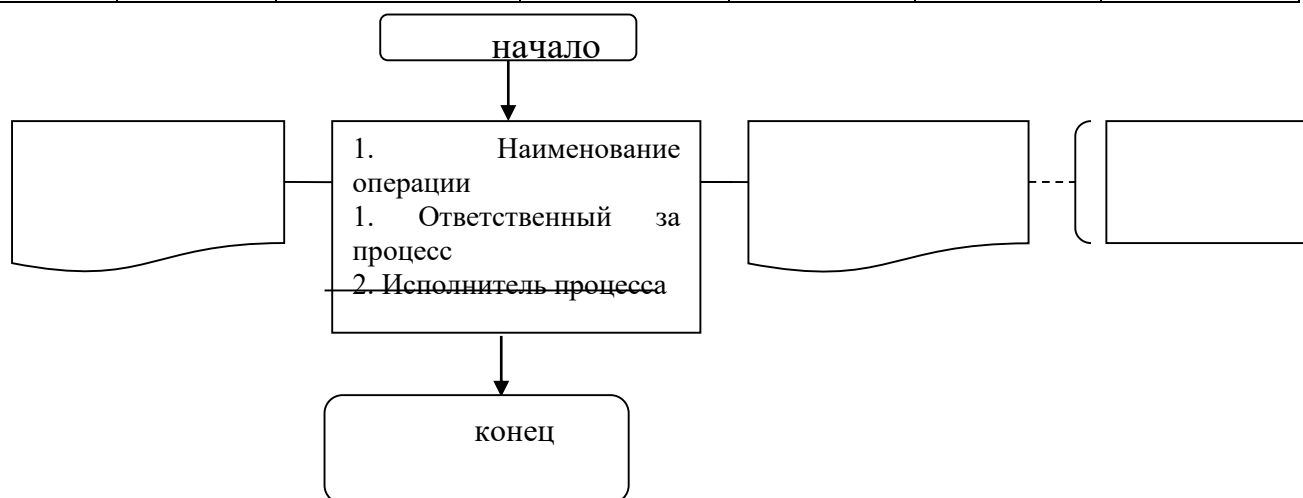 начало
1. Наименование
операции
1. Ответственный за
процесс
2. Исполнитель процесса
конец